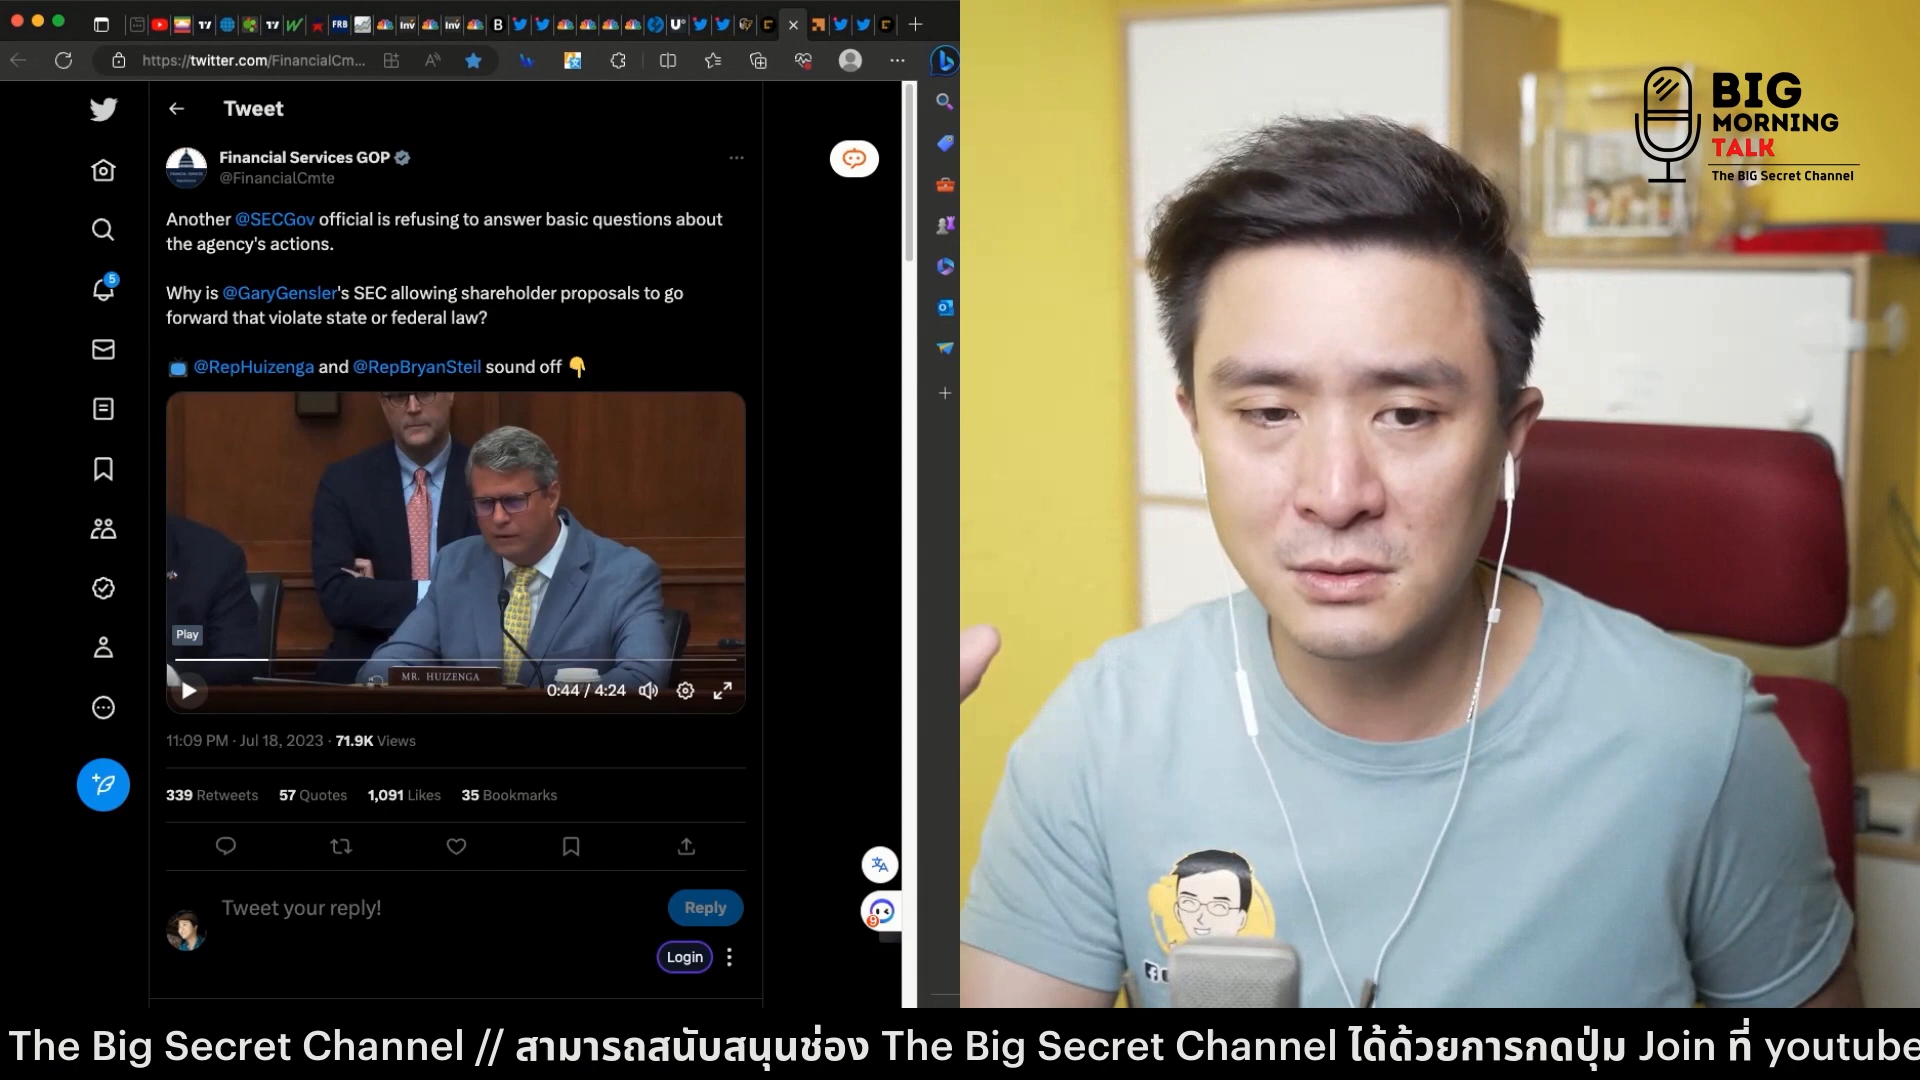 https://twitter.com/FinancialCm...
Tweet
Financial Services GOP
@FinancialCmte
Another @SECGov official is refusing to answer basic questions about
the agency's actions.
Why is @GaryGensler's SEC allowing shareholder proposals to go
forward that violate state or federal law?
@RepHuizenga and @RepBryanSteil sound off
Play
MR. HUIZENGA
0:44 / 4:24
11:09 PM · Jul 18, 2023 · 71.9K Views
339 Retweets 57 Quotes 1,091 Likes 35 Bookmarks
Tweet your reply!
Reply
Login
5
9
BIG
MORNING
TALK
The BIG Secret Channel
The Big Secret Channel // สามารถสนับสนุนช่อง The Big Secret Channel ได้ด้วยการกดปุ่ม Join ที่ youtube